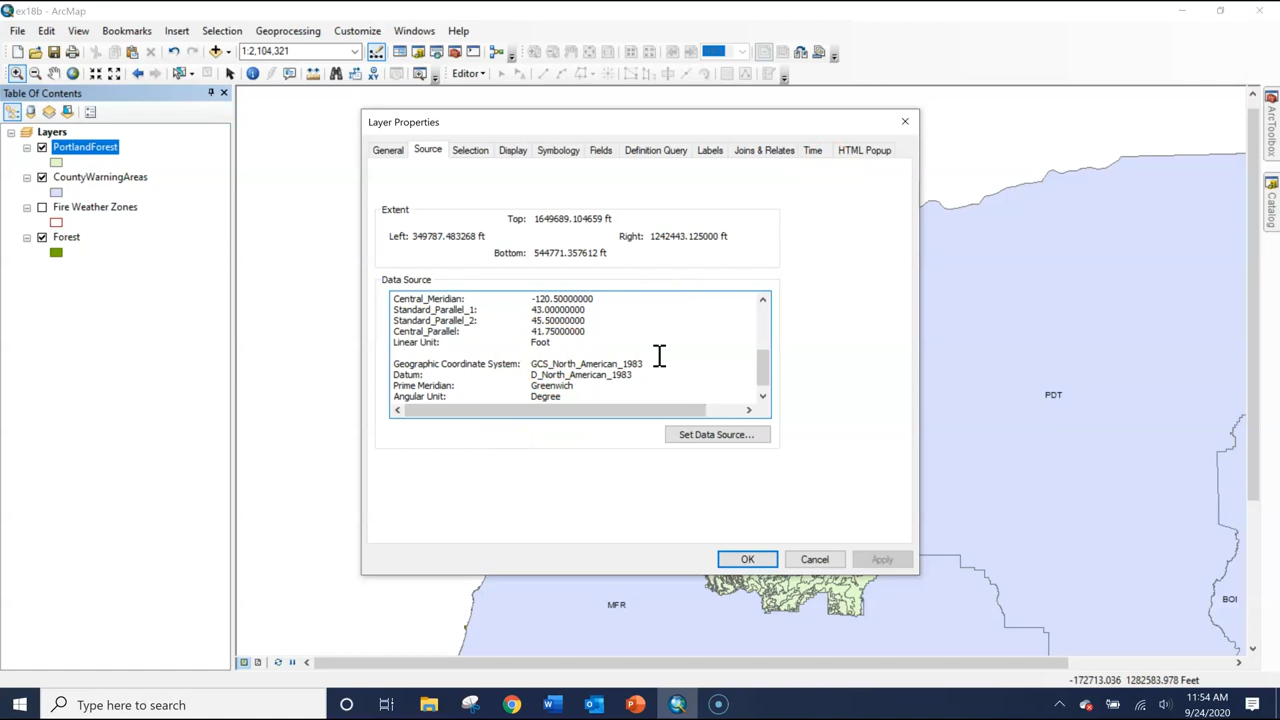 ex18b - ArcMap
File Edit View Bookmarks Insert Selection Geoprocessing Customize Windows Help
1:2,104,321
Editor
Table Of Contents
Layers
PortlandForest
CountyWarningAreas
Fire Weather Zones
Forest
Layer Properties
General Source Selection Display Symbology Fields Definition Query Labels Joins & Relates Time HTML Popup
Extent
Top: 1649689.104659 ft
Left: 349787.483268 ft Right: 1242443.125000 ft
Bottom: 544771.357612 ft
Data Source
Central_Meridian: -120.50000000
Standard_Parallel_1: 43.00000000
Standard_Parallel_2: 45.50000000
Central_Parallel: 41.75000000
Linear Unit: Foot
Geographic Coordinate System: GCS_North_American_1983
Datum: D_North_American_1983
Prime Meridian: Greenwich
Angular Unit: Degree
Set Data Source...
OK Cancel Apply
PDT
MFR
BOI
ArcToolbox
Catalog
-172713.036 1282583.978 Feet
Type here to search
11:54 AM
9/24/2020